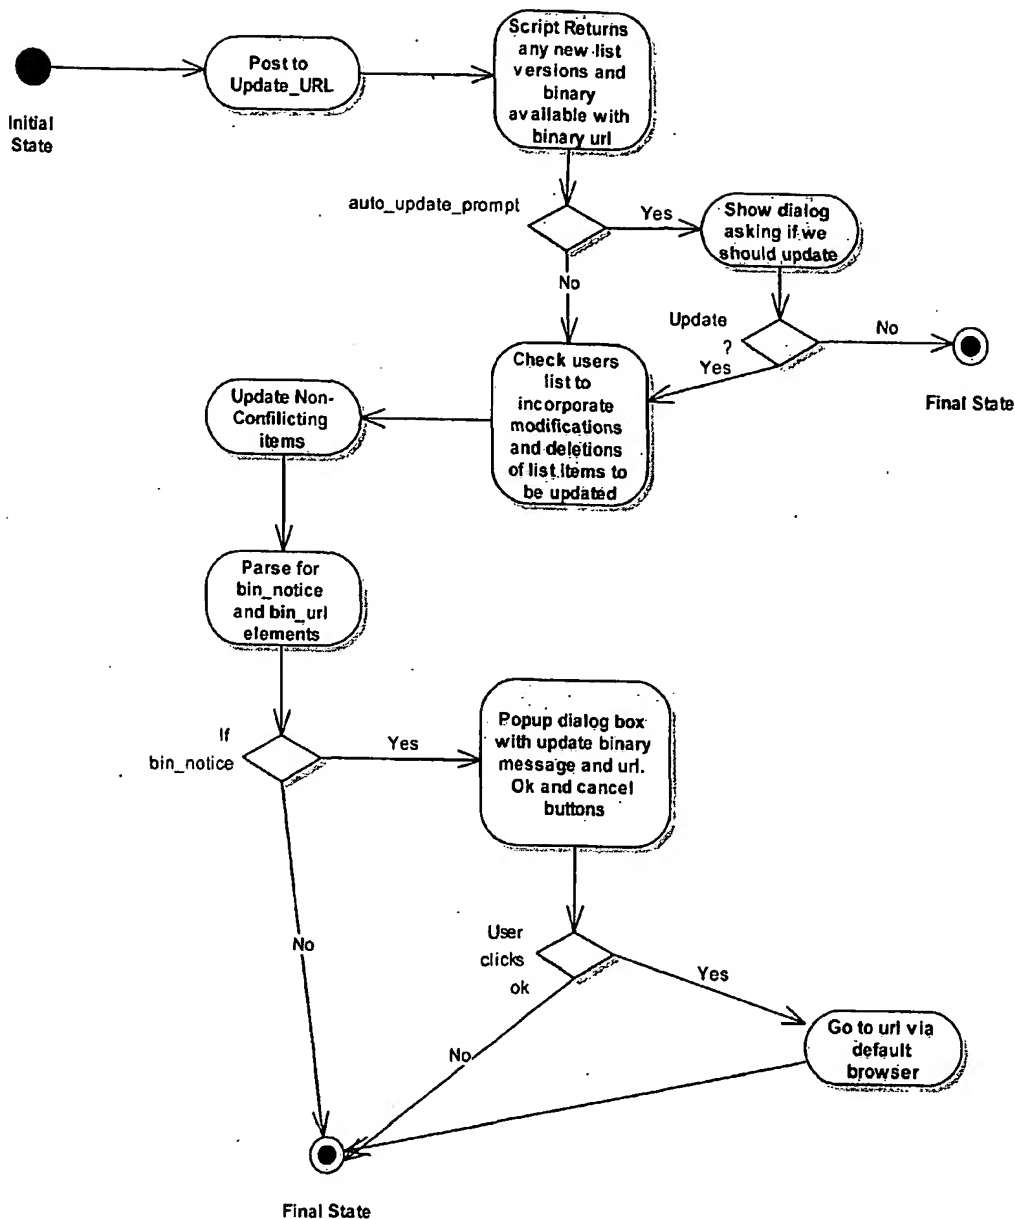 Initial
State
Post to
Update_URL
Script Returns
any new list
versions and
binary
available with
binary url
auto_update_prompt
Yes
No
Show dialog
asking if we
should update
Update
?
Yes
No
Final State
Check users
list to
incorporate
modifications
and deletions
of list items to
be updated
Update Non-
Confilicting
items
Parse for
bin_notice
and bin_url
elements
If
bin_notice
Yes
No
Popup dialog box
with update binary
message and url.
Ok and cancel
buttons
User
clicks
ok
Yes
No
Go to url via
default
browser
Final State